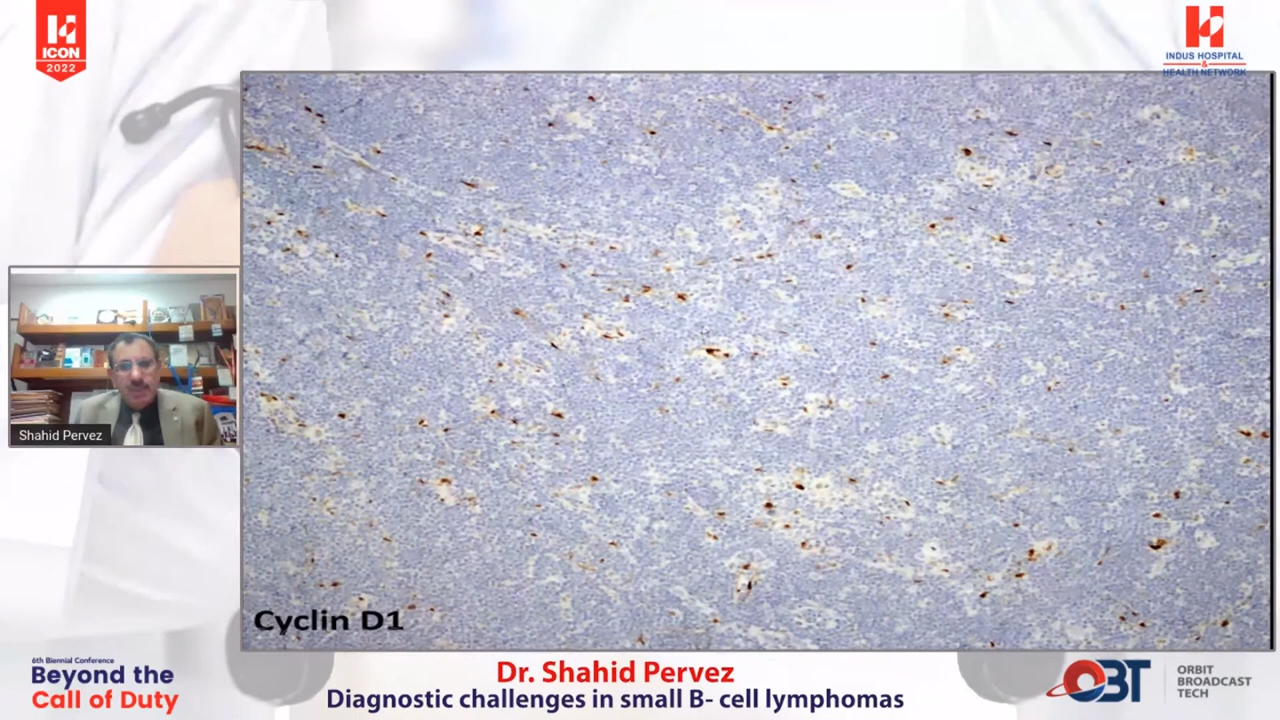 ICON
2022
INDUS HOSPITAL
&
HEALTH NETWORK
Shahid Pervez
Cyclin D1
6th Biennial Conference
Beyond the
Call of Duty
Dr. Shahid Pervez
Diagnostic challenges in small B- cell lymphomas
OBT
ORBIT
BROADCAST
TECH